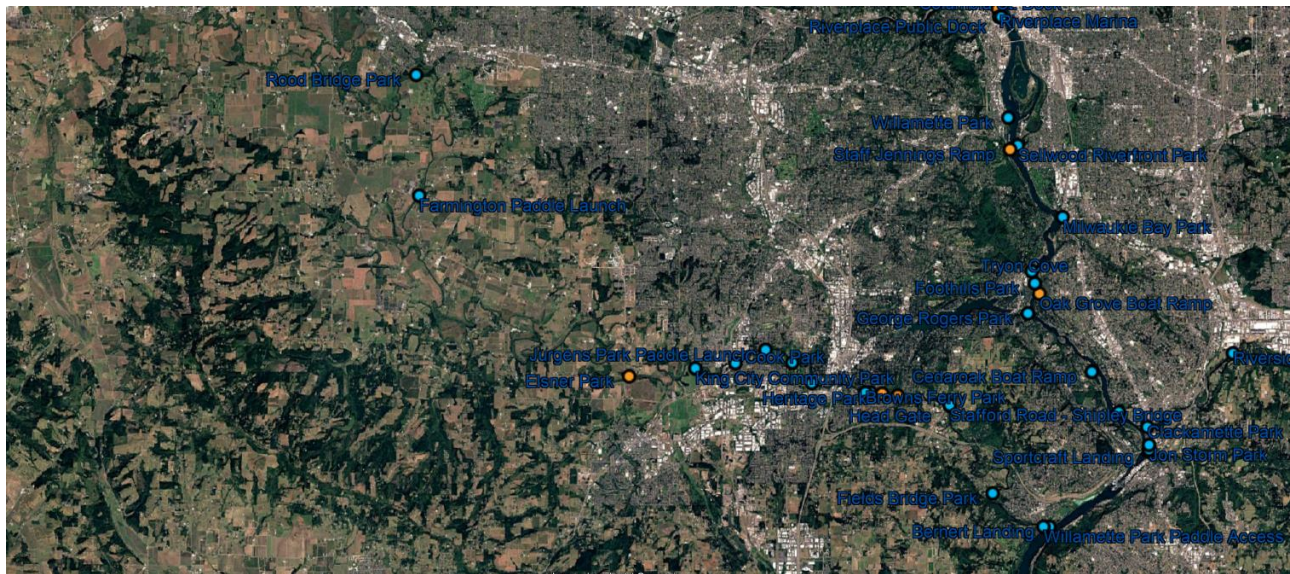 Riverplace Public Dock
Riverplace Marina
Rood Bridge Park
Willamette Park
Staff Jennings Ramp
Sellwood Riverfront Park
Farmington Paddle Launch
Milwaukie Bay Park
Tryon Cove
Foothills Park
Oak Grove Boat Ramp
George Rogers Park
Jurgens Park Paddle Launc
Cook Park
Riversi
Elsner Park
King City Community Park
Cedaroak Boat Ramp
Heritage Park
Browns Ferry Park
Head Gate
Stafford Road - Shipley Bridge
Clackamette Park
Sportcraft Landing
Jon Storm Park
Fields Bridge Park
Bernert Landing
Willamette Park Paddle Access